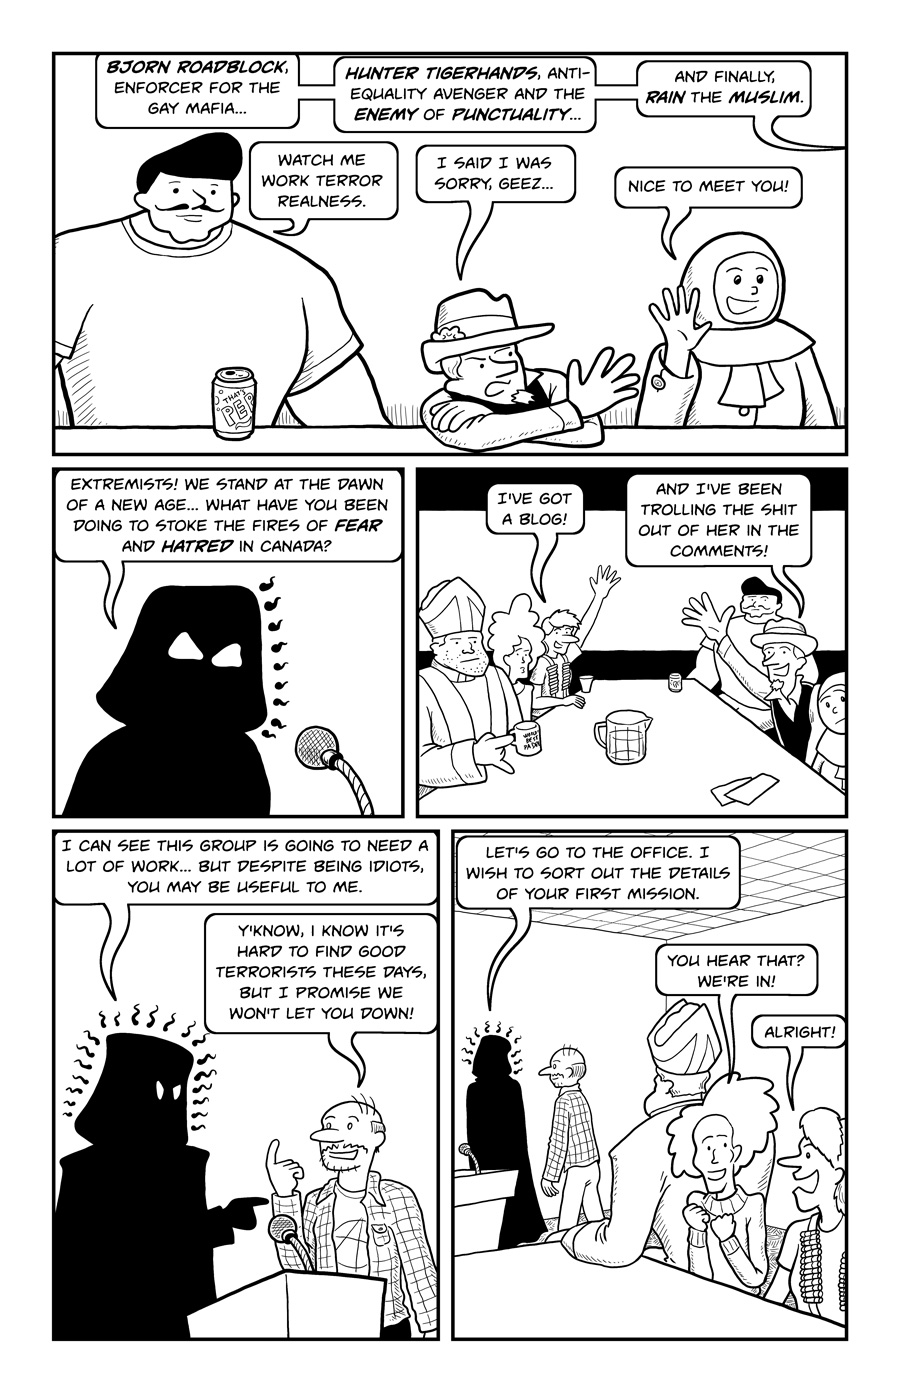 BJORN ROADBLOCK,
ENFORCER FOR THE
GAY MAFIA...
HUNTER TIGERHANDS, ANTI-
EQUALITY AVENGER AND THE
ENEMY OF PUNCTUALITY...
AND FINALLY,
RAIN THE MUSLIM.
WATCH ME
WORK TERROR
REALNESS.
I SAID I WAS
SORRY, GEEZ...
NICE TO MEET YOU!
THAT'S
PEP
EXTREMISTS! WE STAND AT THE DAWN
OF A NEW AGE... WHAT HAVE YOU BEEN
DOING TO STOKE THE FIRES OF FEAR
AND HATRED IN CANADA?
I'VE GOT
A BLOG!
AND I'VE BEEN
TROLLING THE SHIT
OUT OF HER IN THE
COMMENTS!
I CAN SEE THIS GROUP IS GOING TO NEED A
LOT OF WORK... BUT DESPITE BEING IDIOTS,
YOU MAY BE USEFUL TO ME.
Y'KNOW, I KNOW IT'S
HARD TO FIND GOOD
TERRORISTS THESE DAYS,
BUT I PROMISE WE
WON'T LET YOU DOWN!
LET'S GO TO THE OFFICE. I
WISH TO SORT OUT THE DETAILS
OF YOUR FIRST MISSION.
YOU HEAR THAT?
WE'RE IN!
ALRIGHT!